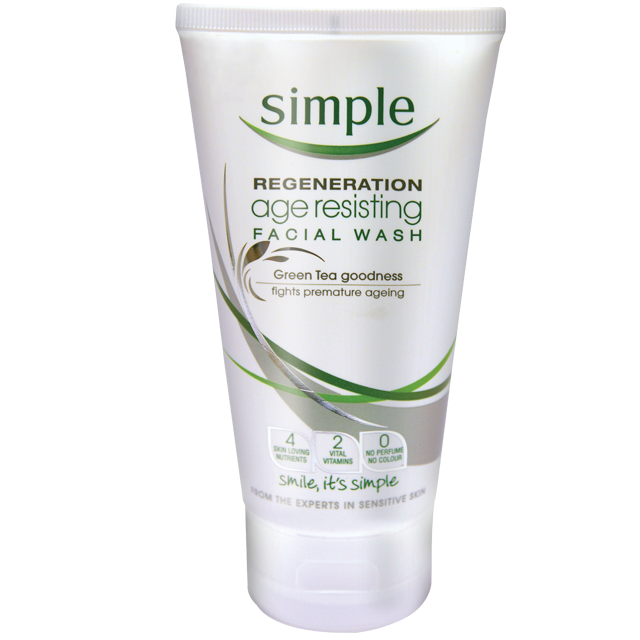 simple
REGENERATION
age resisting
FACIAL WASH
Green Tea goodness
fights premature ageing
4
SKIN LOVING
NUTRIENTS
2
VITAL
VITAMINS
0
NO PERFUME
NO COLOUR
smile, it's simple
FROM THE EXPERTS IN SENSITIVE SKIN